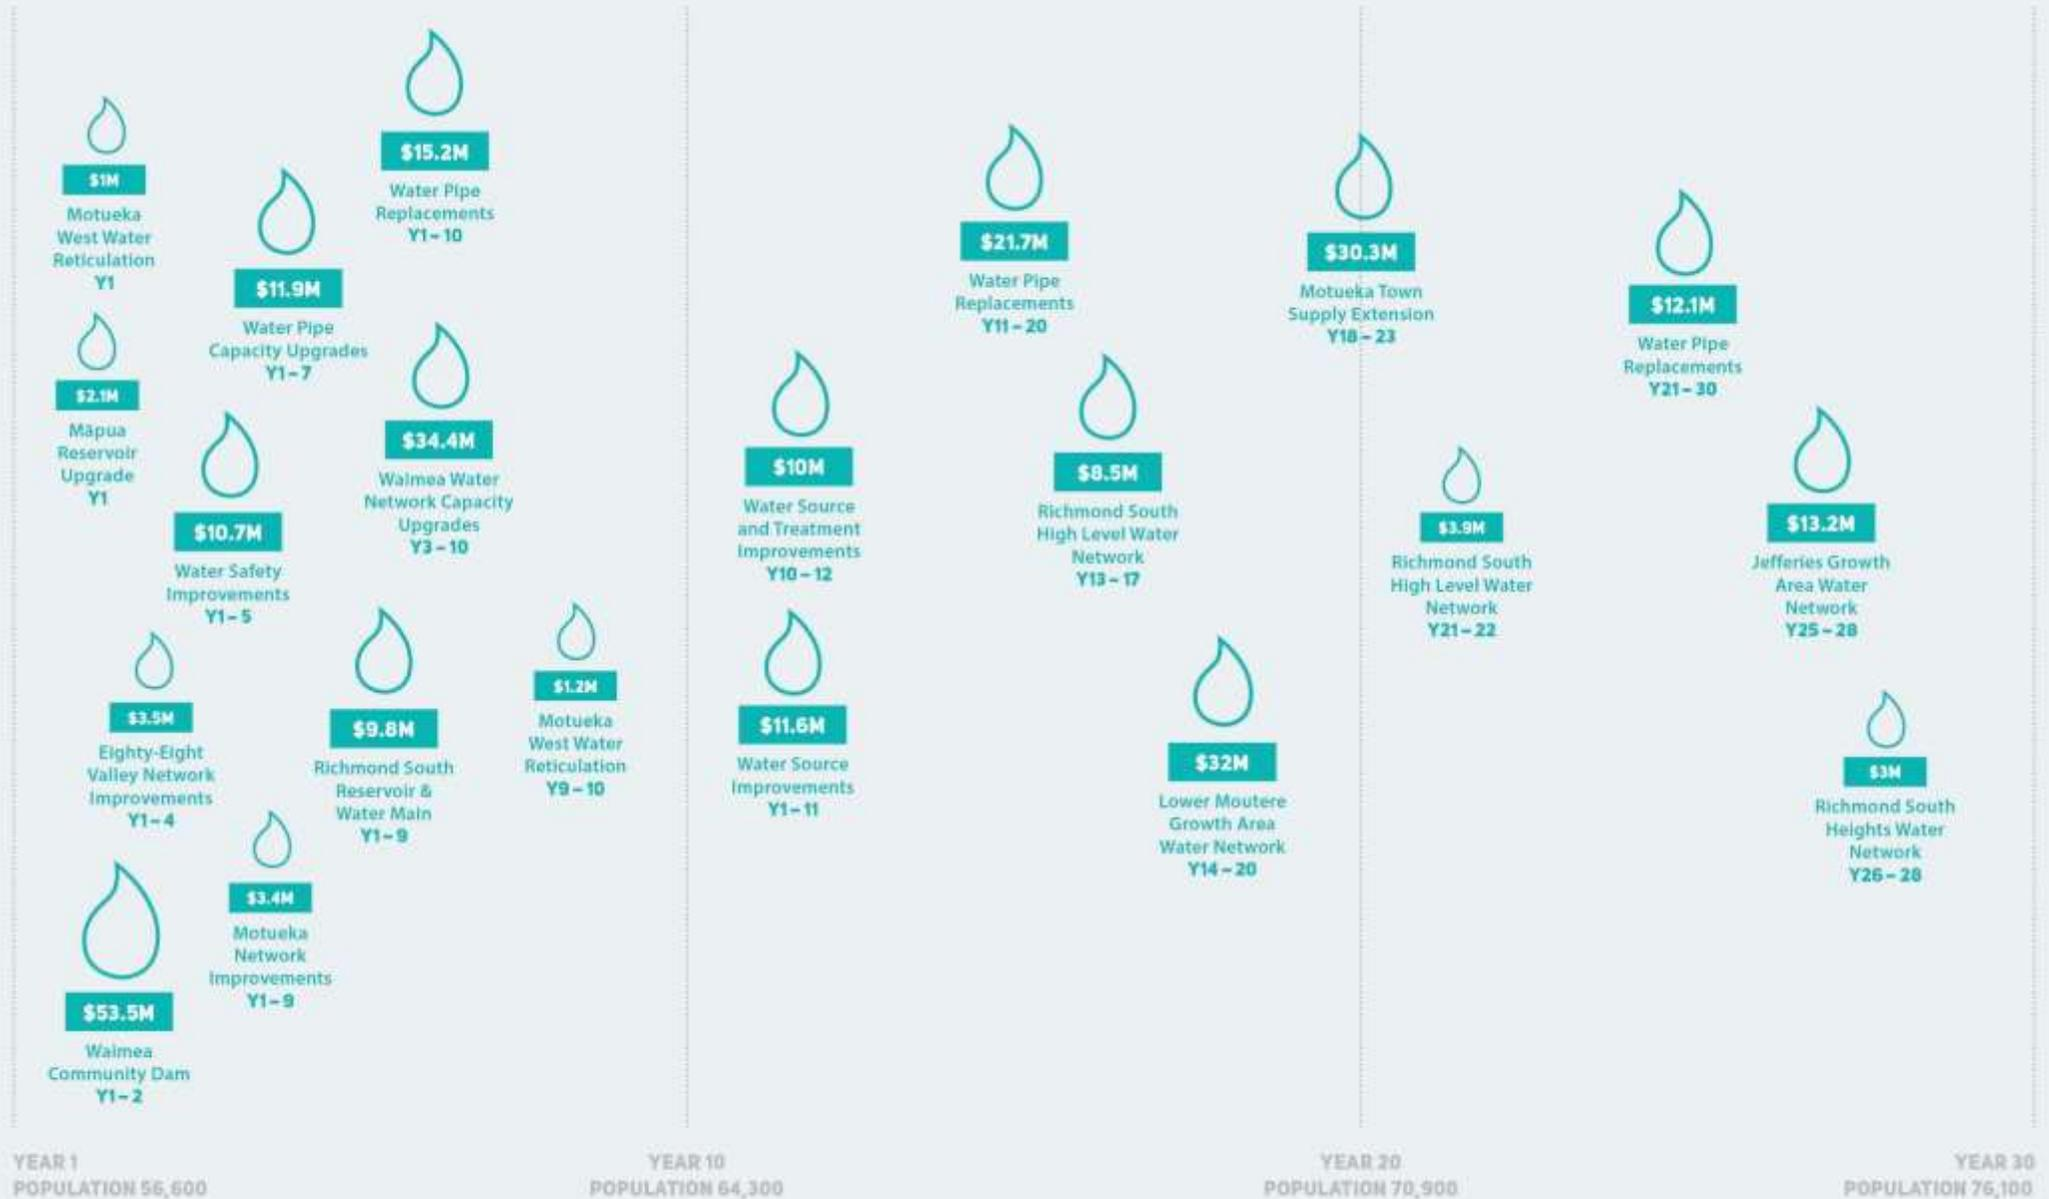 $15.2M
Water Pipe
Replacements
Y1 – 10
$1M
Motueka
West Water
Reticulation
Y1
$11.9M
Water Pipe
Capacity Upgrades
Y1 – 7
$2.1M
Māpua
Reservoir
Upgrade
Y1
$34.4M
Waimea Water
Network Capacity
Upgrades
Y3 – 10
$10.7M
Water Safety
Improvements
Y1 – 5
$3.5M
Eighty-Eight
Valley Network
Improvements
Y1 – 4
$9.8M
Richmond South
Reservoir &
Water Main
Y1 – 9
$1.2M
Motueka
West Water
Reticulation
Y9 – 10
$3.4M
Motueka
Network
Improvements
Y1 – 9
$53.5M
Waimea
Community Dam
Y1 – 2
$21.7M
Water Pipe
Replacements
Y11 – 20
$10M
Water Source
and Treatment
Improvements
Y10 – 12
$8.5M
Richmond South
High Level Water
Network
Y13 – 17
$11.6M
Water Source
Improvements
Y1 – 11
$32M
Lower Moutere
Growth Area
Water Network
Y14 – 20
$30.3M
Motueka Town
Supply Extension
Y18 – 23
$12.1M
Water Pipe
Replacements
Y21 – 30
$3.9M
Richmond South
High Level Water
Network
Y21 – 22
$13.2M
Jefferies Growth
Area Water
Network
Y25 – 28
$3M
Richmond South
Heights Water
Network
Y26 – 28
YEAR 1
POPULATION 56,600
YEAR 10
POPULATION 64,300
YEAR 20
POPULATION 70,900
YEAR 30
POPULATION 76,100